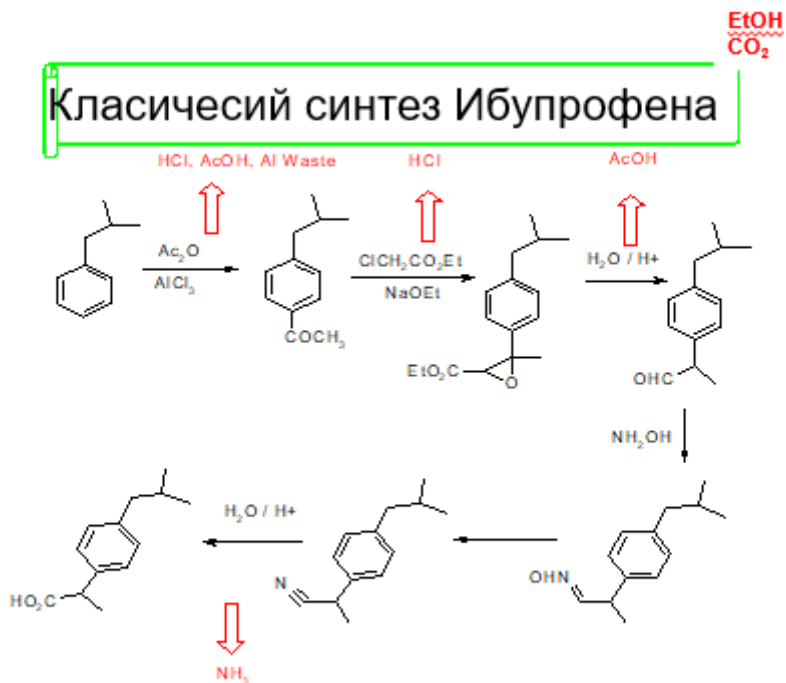 EtOH
CO₂
Класичесий синтез Ибупрофена
HCl, AcOH, Al Waste
HCl
AcOH
Ac₂O
AlCl₃
ClCH₂CO₂Et
NaOEt
H₂O / H+
COCH₃
EtO₂C
O
OHC
NH₂OH
H₂O / H+
OHN
N
HO₂C
NH₃